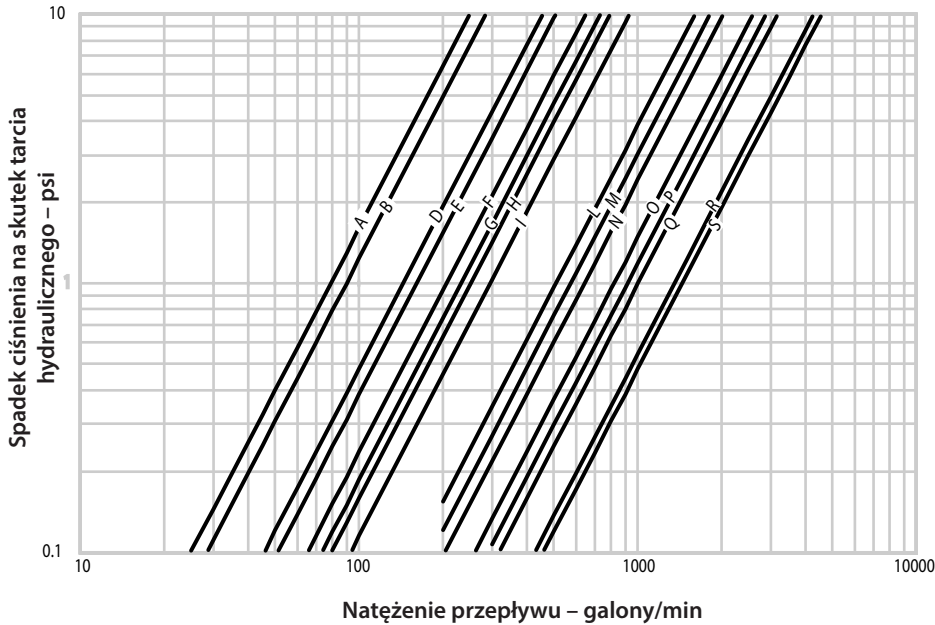 10
1
0.1
Spadek ciśnienia na skutek tarcia
hydraulicznego – psi
A
B
D
E
F
G
H
I
L
M
N
O
P
Q
R
S
10
100
1000
10000
Natężenie przepływu – galony/min